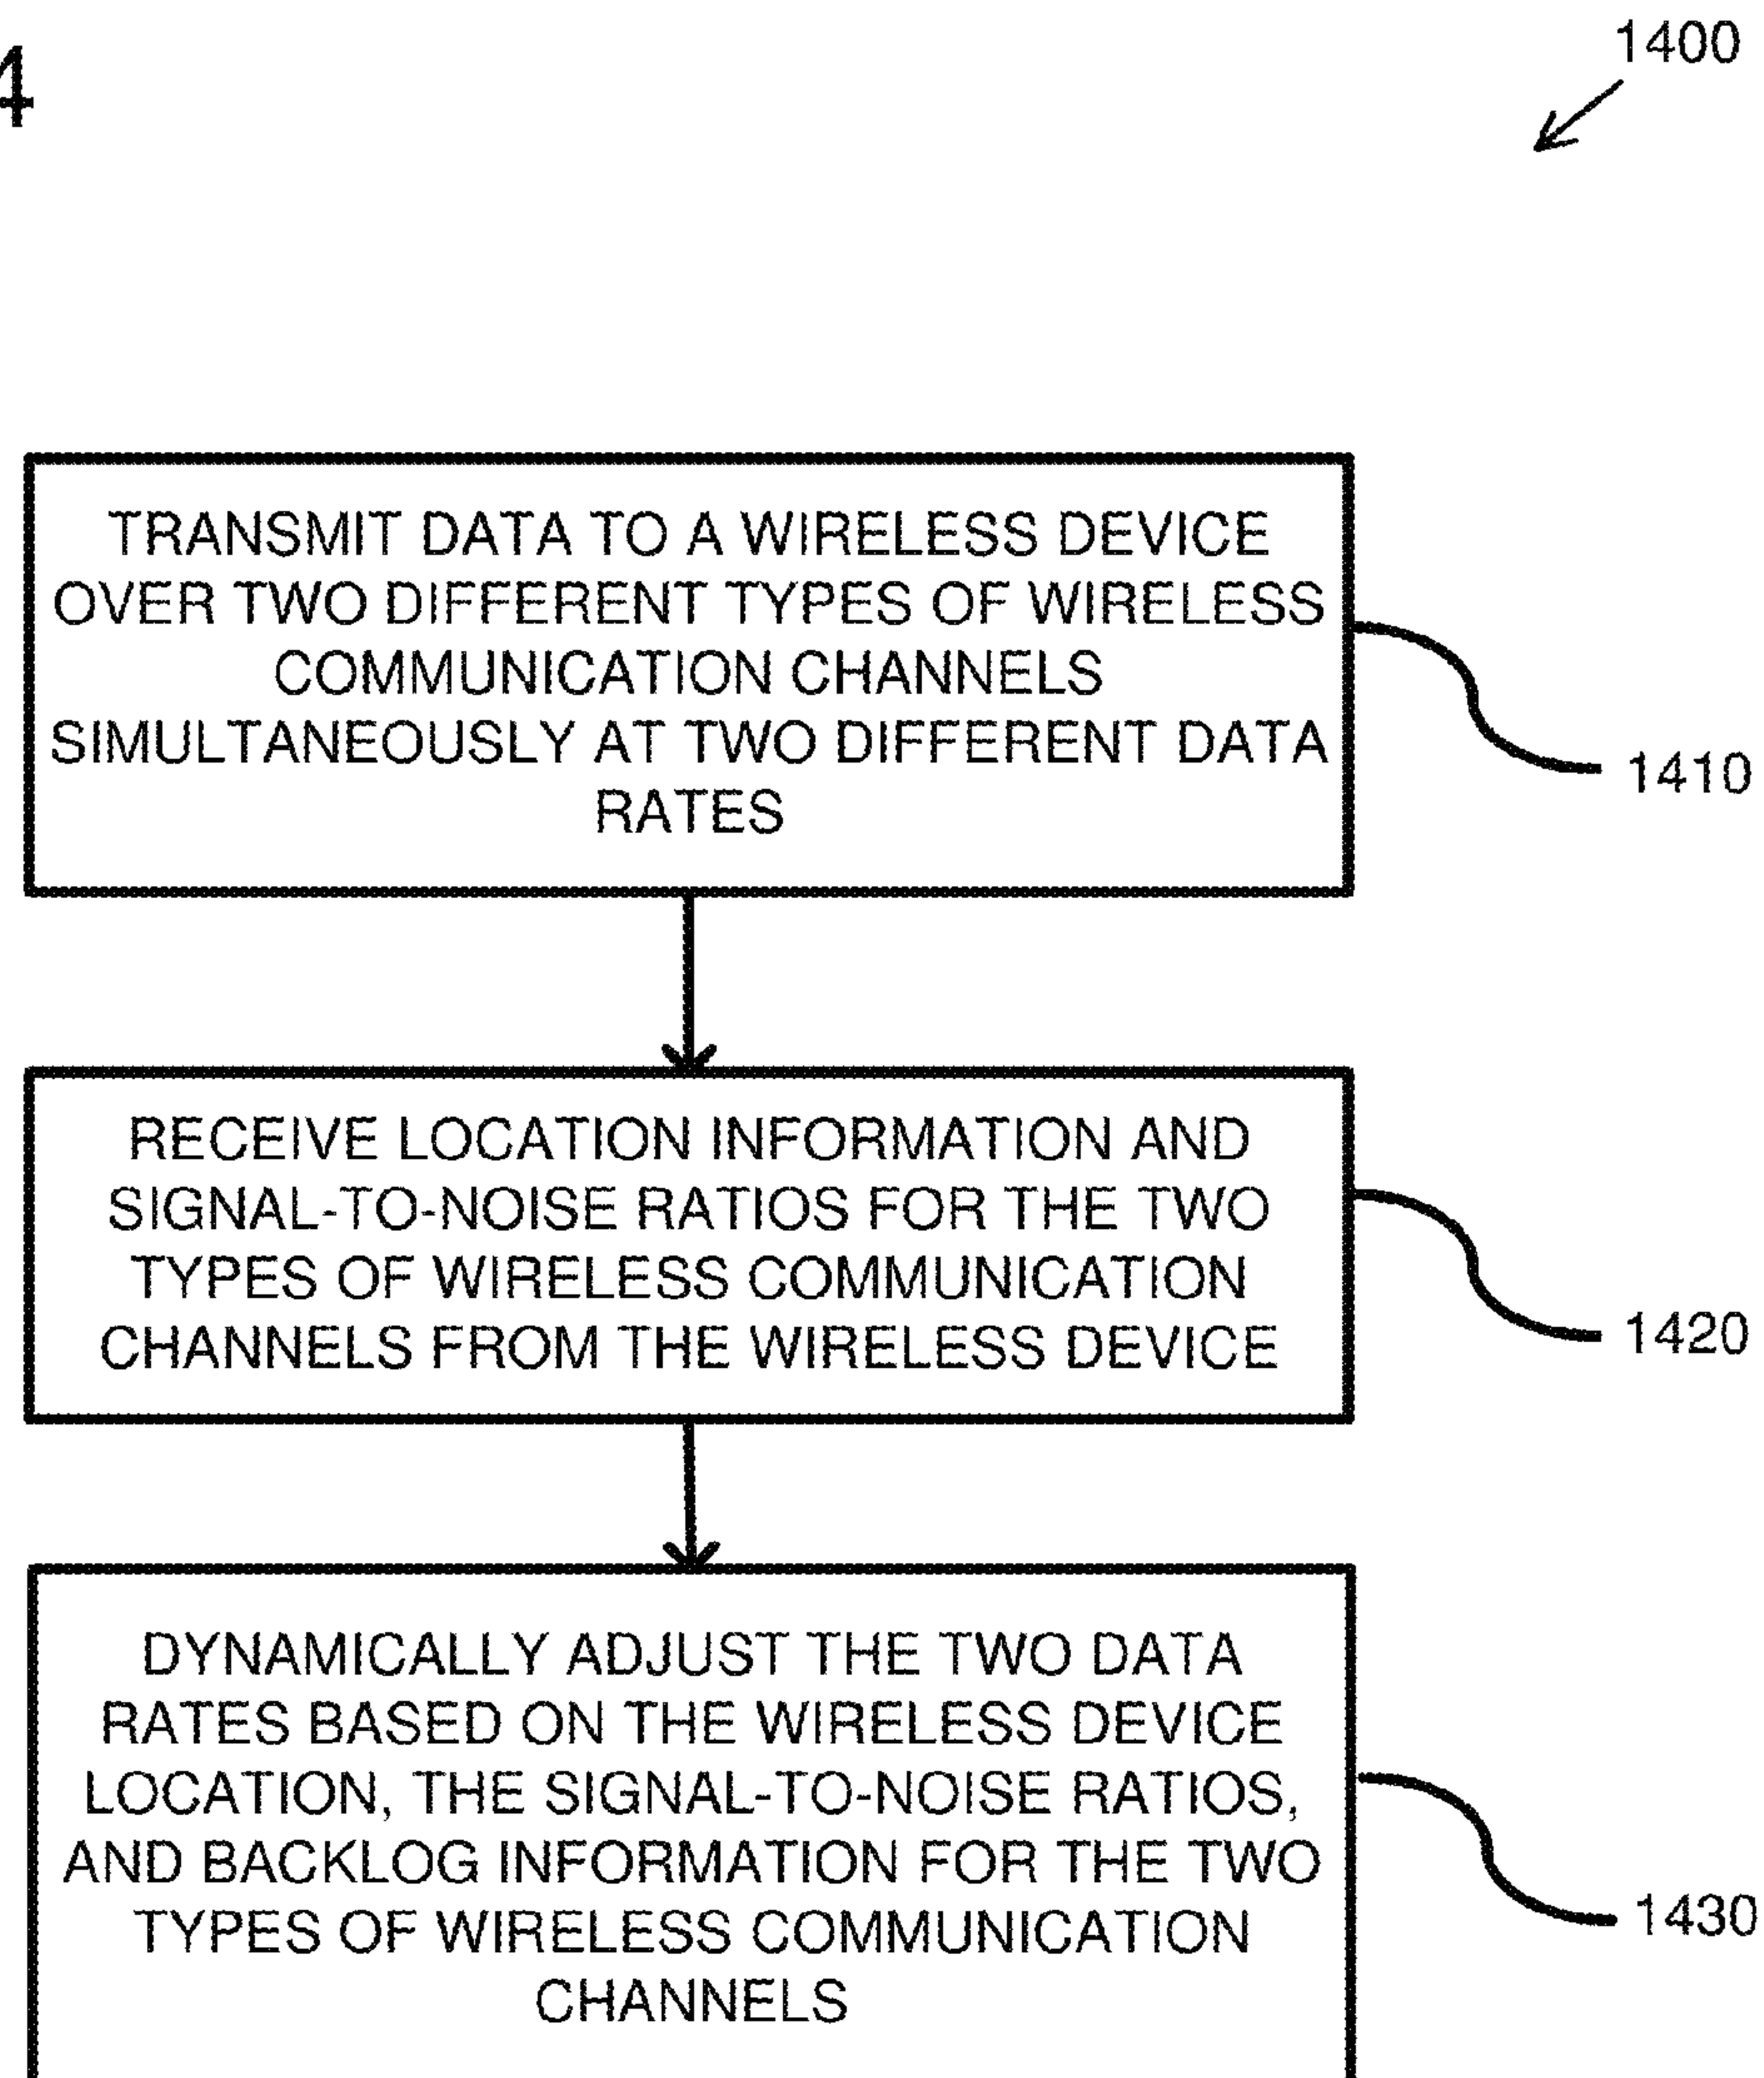 4
1400
TRANSMIT DATA TO A WIRELESS DEVICE
OVER TWO DIFFERENT TYPES OF WIRELESS
COMMUNICATION CHANNELS
SIMULTANEOUSLY AT TWO DIFFERENT DATA
RATES
1410
RECEIVE LOCATION INFORMATION AND
SIGNAL-TO-NOISE RATIOS FOR THE TWO
TYPES OF WIRELESS COMMUNICATION
CHANNELS FROM THE WIRELESS DEVICE
1420
DYNAMICALLY ADJUST THE TWO DATA
RATES BASED ON THE WIRELESS DEVICE
LOCATION, THE SIGNAL-TO-NOISE RATIOS,
AND BACKLOG INFORMATION FOR THE TWO
TYPES OF WIRELESS COMMUNICATION
CHANNELS
1430